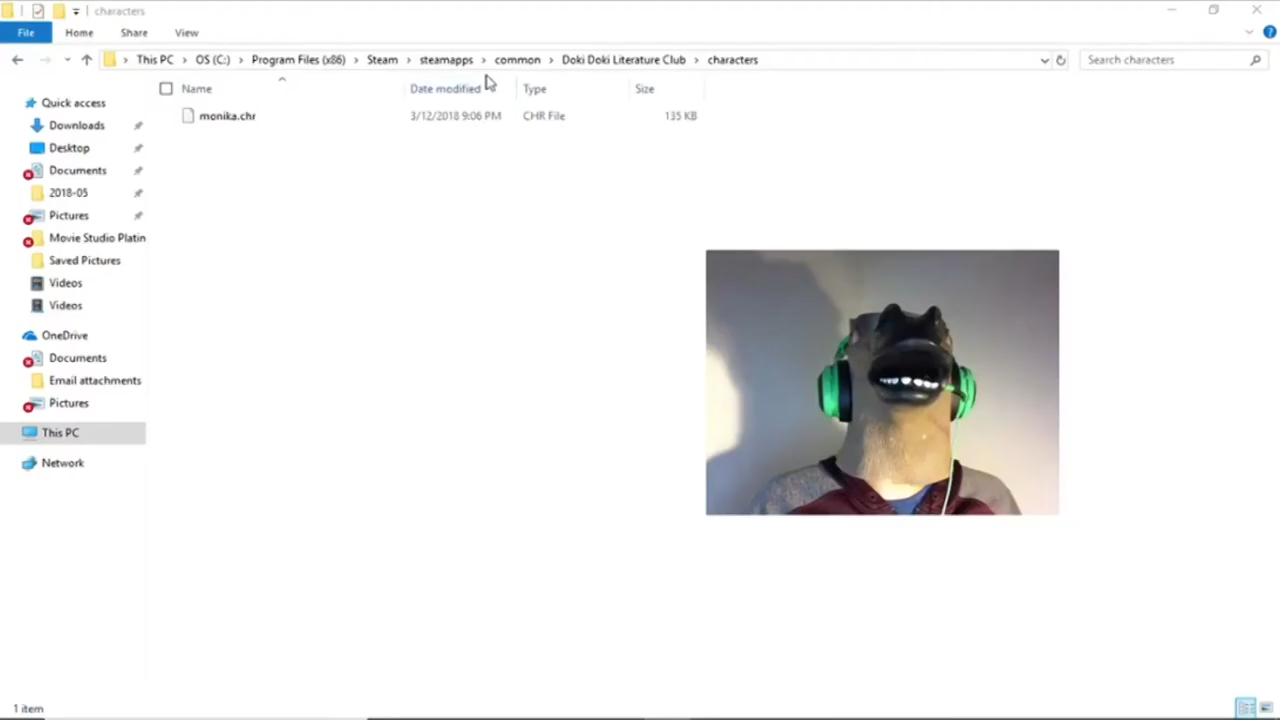 characters
File Home Share View
This PC OS (C:) Program Files (x86) Steam steamapps common Doki Doki Literature Club characters Search characters
Name Date modified Type Size
monika.chr 3/12/2018 9:06 PM CHR File 135 KB
Quick access
Downloads
Desktop
Documents
2018-05
Pictures
Movie Studio Platin
Saved Pictures
Videos
Videos
OneDrive
Documents
Email attachments
Pictures
This PC
Network
1 item